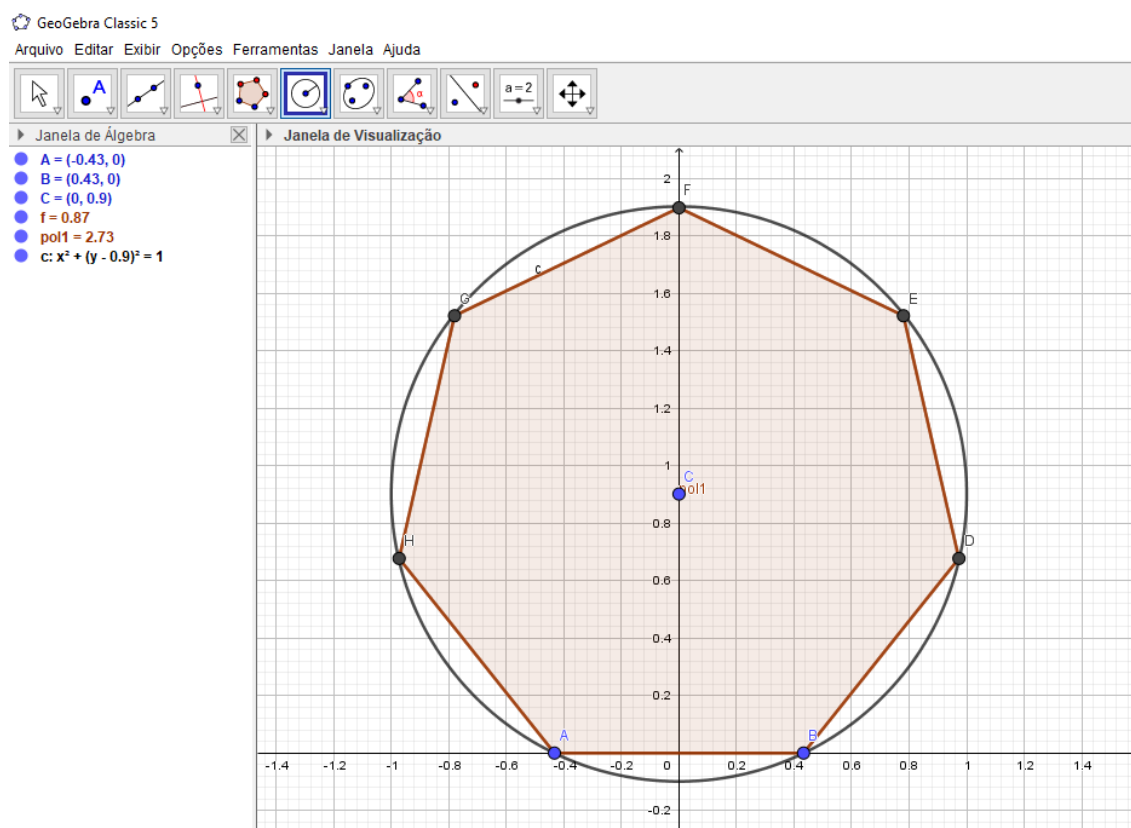 GeoGebra Classic 5
Arquivo Editar Exibir Opções Ferramentas Janela Ajuda
A α a=2
Janela de Álgebra
Janela de Visualização
A = (-0.43, 0)
B = (0.43, 0)
C = (0, 0.9)
f = 0.87
pol1 = 2.73
c: x² + (y - 0.9)² = 1
2
F
1.8
c
1.6
G
E
1.4
1.2
1
C
pol1
0.8
H
D
0.6
0.4
0.2
A
B
-1.4 -1.2 -1 -0.8 -0.6 -0.4 -0.2 0 0.2 0.4 0.6 0.8 1 1.2 1.4
-0.2